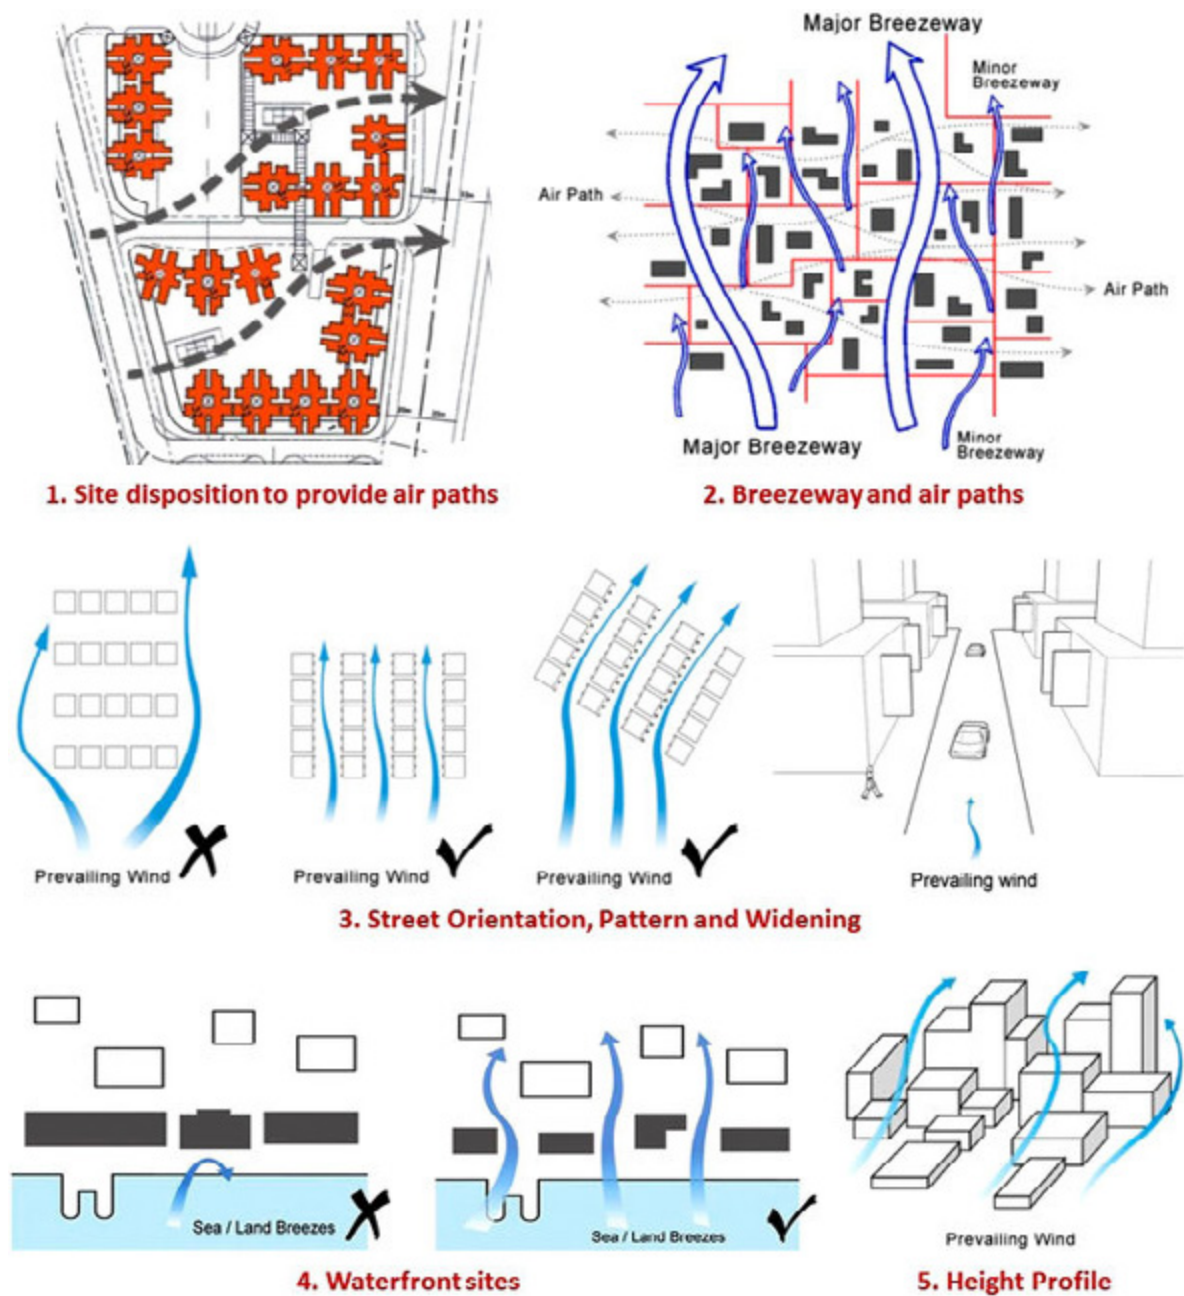 Major Breezeway
Minor
Breezeway
Air Path
Air Path
Major Breezeway
Minor
Breezeway
1. Site disposition to provide air paths
2. Breezeway and air paths
Prevailing Wind
Prevailing Wind
Prevailing Wind
Prevailing wind
3. Street Orientation, Pattern and Widening
Sea / Land Breezes
Sea / Land Breezes
Prevailing Wind
4. Waterfront sites
5. Height Profile